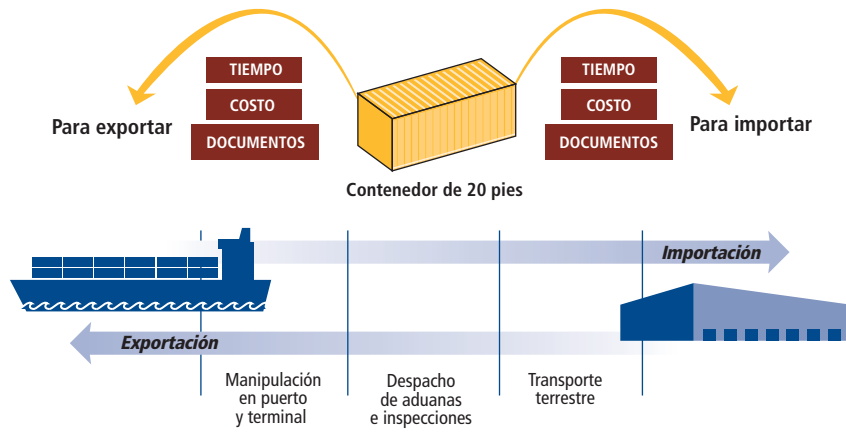 TIEMPO
COSTO
DOCUMENTOS
Para exportar
TIEMPO
COSTO
DOCUMENTOS
Para importar
Contenedor de 20 pies
Importación
Exportación
Manipulación
en puerto
y terminal
Despacho
de aduanas
e inspecciones
Transporte
terrestre